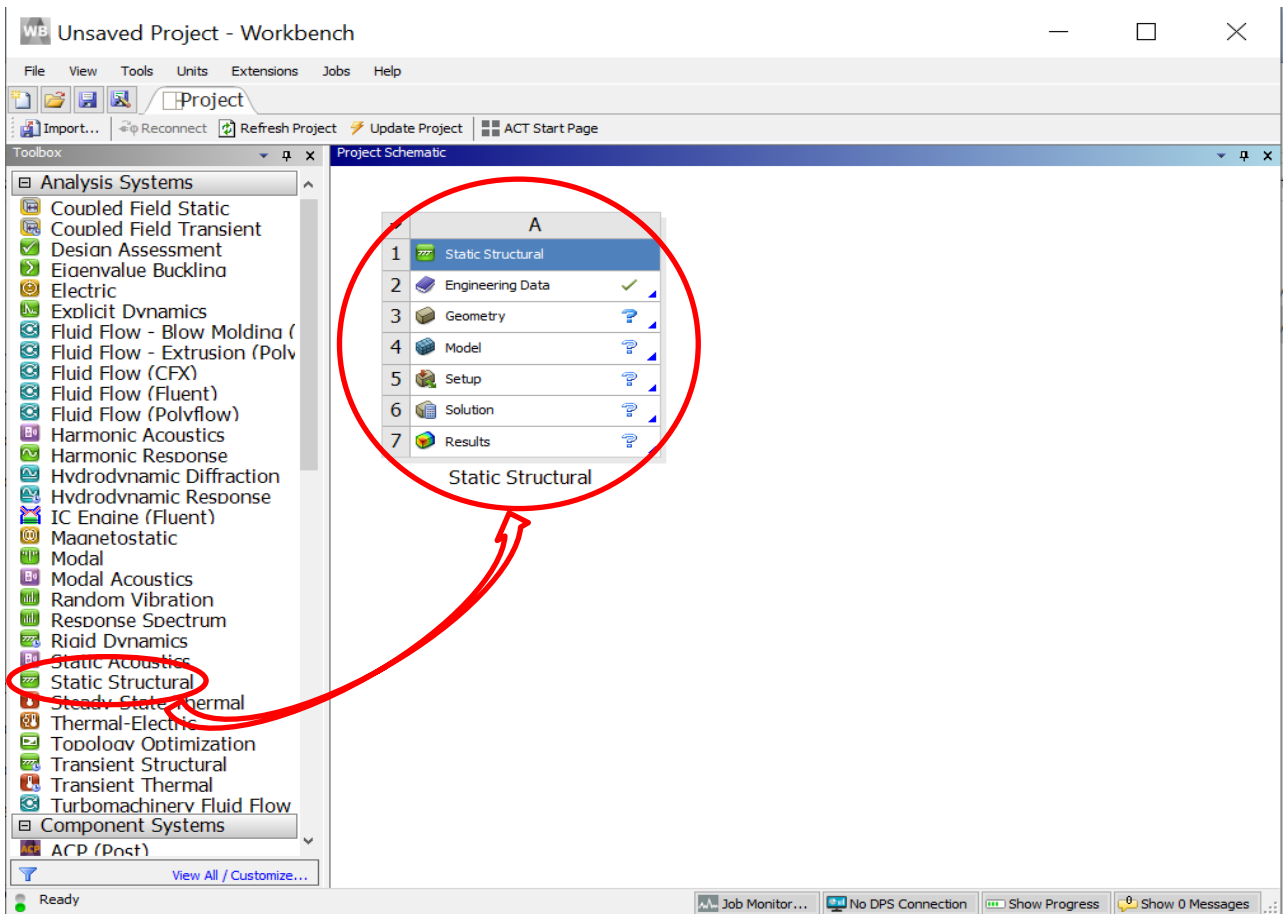 WB Unsaved Project - Workbench
File View Tools Units Extensions Jobs Help
Project
Import... Reconnect Refresh Project Update Project ACT Start Page
Toolbox
Project Schematic
Analysis Systems
Coupled Field Static
Coupled Field Transient
Design Assessment
Eigenvalue Buckling
Electric
Explicit Dynamics
Fluid Flow - Blow Molding (
Fluid Flow - Extrusion (Poly
Fluid Flow (CFX)
Fluid Flow (Fluent)
Fluid Flow (Polyflow)
Harmonic Acoustics
Harmonic Response
Hydrodynamic Diffraction
Hydrodynamic Response
IC Engine (Fluent)
Magnetostatic
Modal
Modal Acoustics
Random Vibration
Response Spectrum
Rigid Dynamics
Static Acoustics
Static Structural
Steady-State Thermal
Thermal-Electric
Topology Optimization
Transient Structural
Transient Thermal
Turbomachinery Fluid Flow
Component Systems
ACP (Post)
View All / Customize...
A
1 Static Structural
2 Engineering Data
3 Geometry
4 Model
5 Setup
6 Solution
7 Results
Static Structural
Ready
Job Monitor... No DPS Connection Show Progress Show 0 Messages